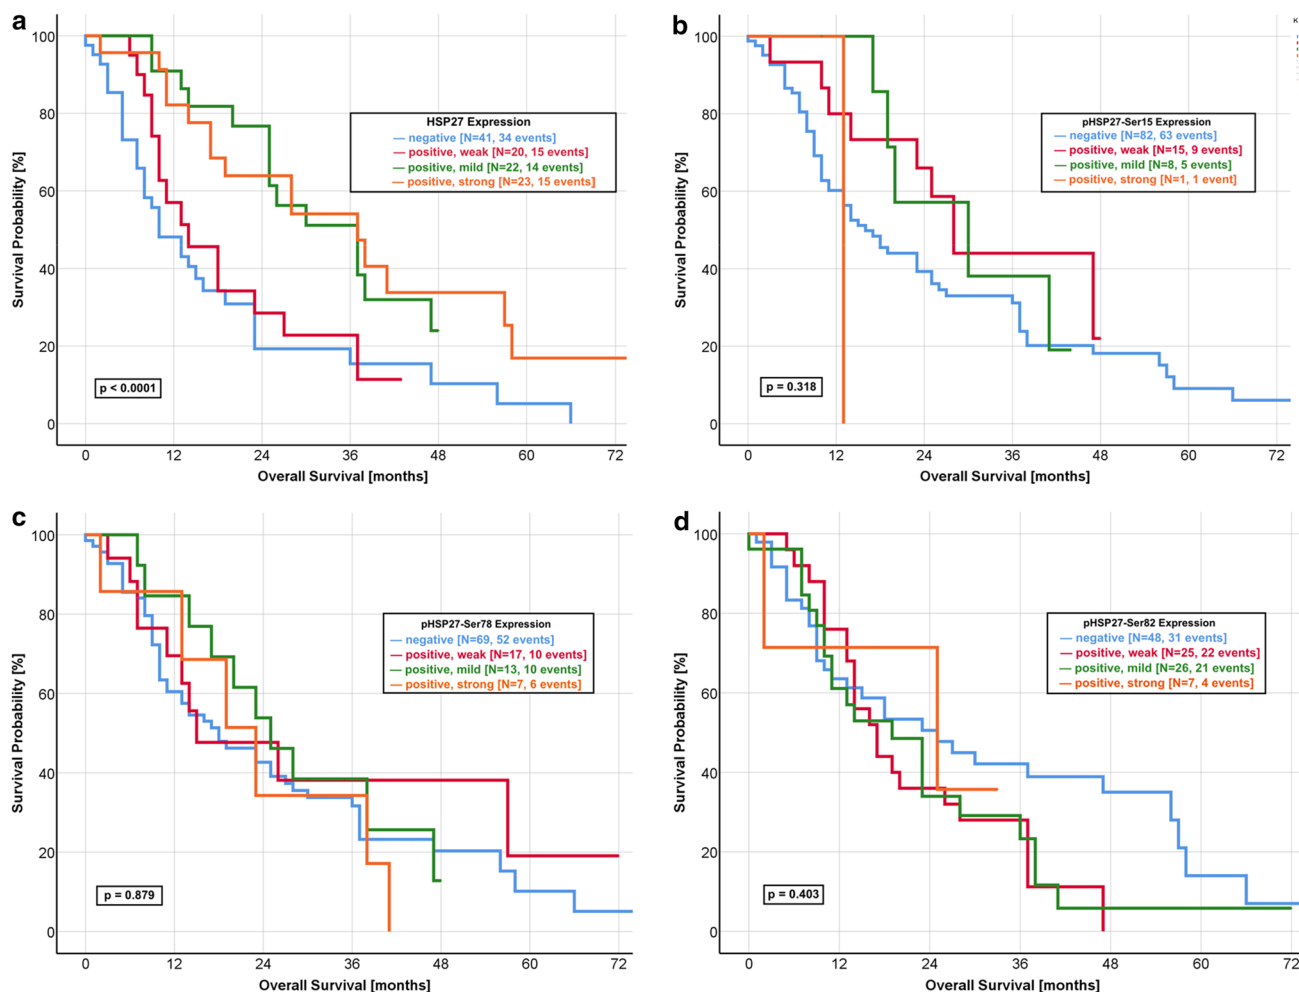 a
HSP27 Expression
negative [N=41, 34 events]
positive, weak [N=20, 15 events]
positive, mild [N=22, 14 events]
positive, strong [N=23, 15 events]
Survival Probability [%]
100
80
60
40
20
0
p < 0.0001
0 12 24 36 48 60 72
Overall Survival [months]
b
K
pHSP27-Ser15 Expression
negative [N=82, 63 events]
positive, weak [N=15, 9 events]
positive, mild [N=8, 5 events]
positive, strong [N=1, 1 event]
Survival Probability [%]
100
80
60
40
20
0
p = 0.318
0 12 24 36 48 60 72
Overall Survival [months]
c
pHSP27-Ser78 Expression
negative [N=69, 52 events]
positive, weak [N=17, 10 events]
positive, mild [N=13, 10 events]
positive, strong [N=7, 6 events]
Survival Probability [%]
100
80
60
40
20
0
p = 0.879
0 12 24 36 48 60 72
Overall Survival [months]
d
pHSP27-Ser82 Expression
negative [N=48, 31 events]
positive, weak [N=25, 22 events]
positive, mild [N=26, 21 events]
positive, strong [N=7, 4 events]
Survival Probability [%]
100
80
60
40
20
0
p = 0.403
0 12 24 36 48 60 72
Overall Survival [months]